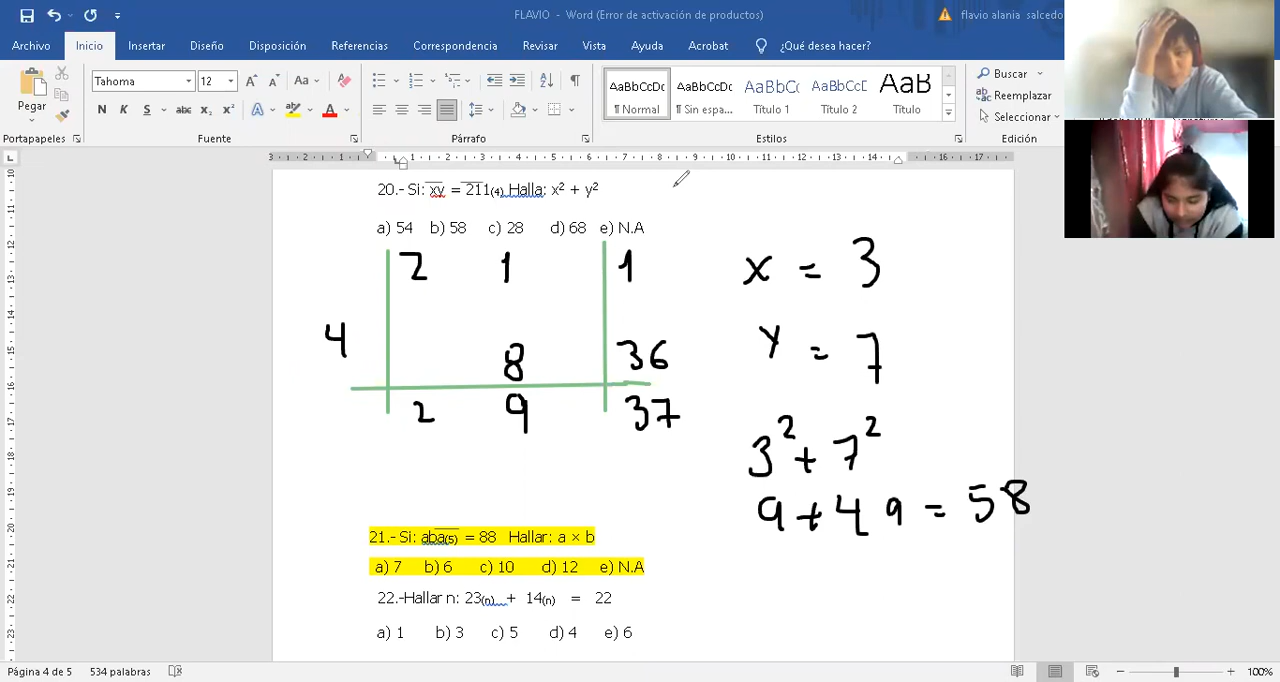 FLAVIO - Word (Error de activación de productos)
flavio alania salcedo
Archivo Inicio Insertar Diseño Disposición Referencias Correspondencia Revisar Vista Ayuda Acrobat ¿Qué desea hacer?
Pegar
Tahoma 12
N K S abc x₂ x²
AaBbCcDc AaBbCcDc AaBbC AaBbCcD AaB
¶ Normal ¶ Sin espa... Título 1 Título 2 Título
Buscar
Reemplazar
Seleccionar
Portapapeles Fuente Párrafo Estilos Edición
20.- Si: xy = 211(4) Halla: x² + y²
a) 54 b) 58 c) 28 d) 68 e) N.A
2 1 1
4
8 36
2 9 37
x = 3
y = 7
3² + 7²
9 + 49 = 58
21.- Si: aba(5) = 88 Hallar: a × b
a) 7 b) 6 c) 10 d) 12 e) N.A
22.-Hallar n: 23(n) + 14(n) = 22
a) 1 b) 3 c) 5 d) 4 e) 6
Página 4 de 5 534 palabras 100%